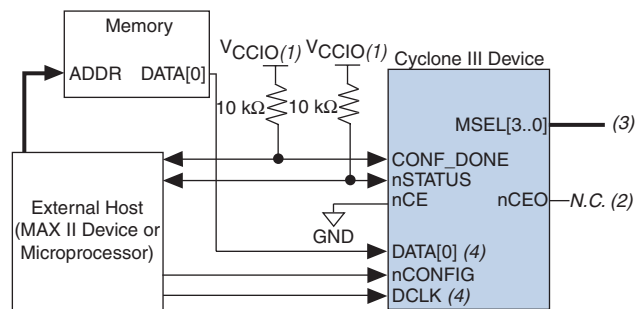 Memory
ADDR DATA[0]
VCCIO(1) VCCIO(1)
10 kΩ 10 kΩ
Cyclone III Device
MSEL[3..0] (3)
CONF_DONE
nSTATUS
nCE nCEO N.C. (2)
GND
External Host
(MAX II Device or
Microprocessor)
DATA[0] (4)
nCONFIG
DCLK (4)